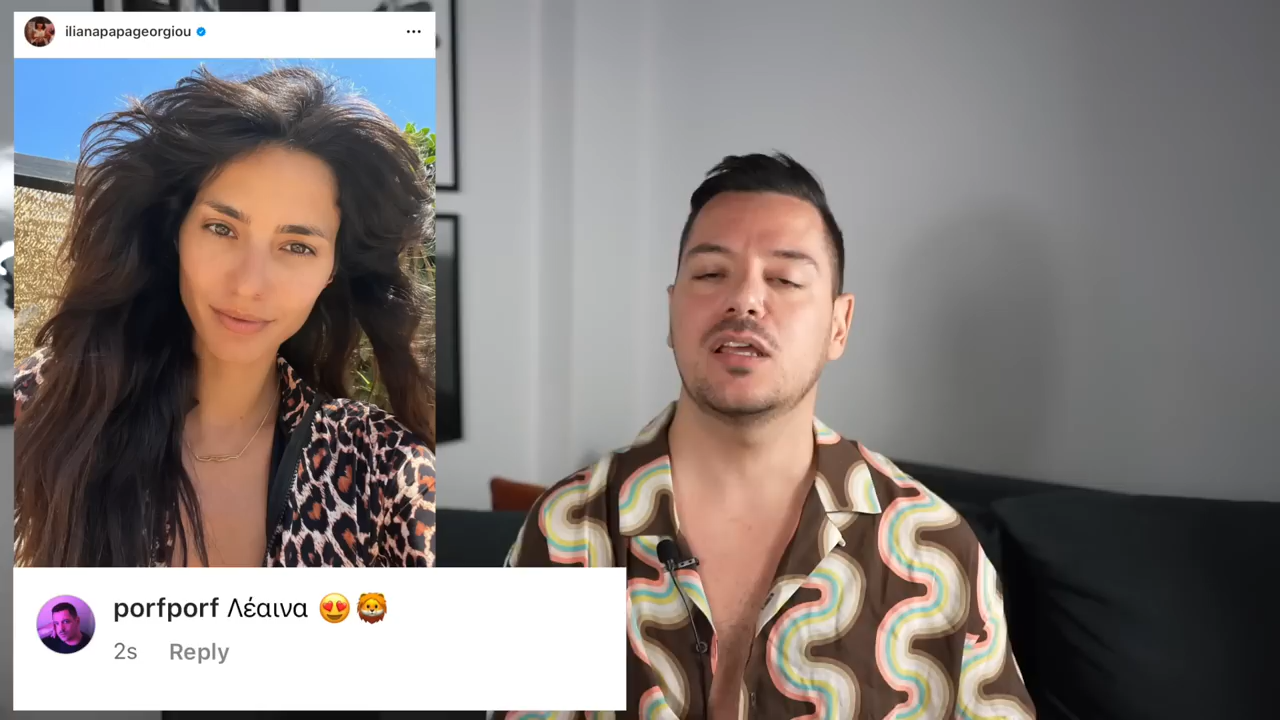 ilianapapageorgiou
porfporf Λέαινα 😍🦁
2s Reply